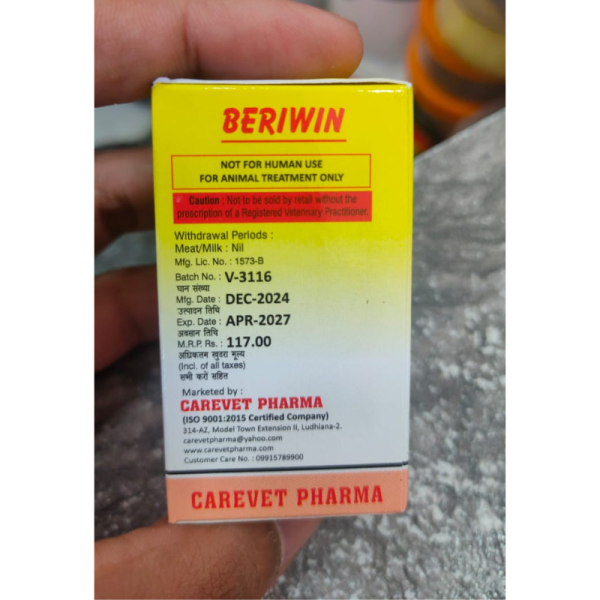 BERIWIN
NOT FOR HUMAN USE
FOR ANIMAL TREATMENT ONLY
Caution : Not to be sold by retail without the
prescription of a Registered Veterinary Practitioner.
Withdrawal Periods :
Meat/Milk : Nil
Mfg. Lic. No. : 1573-B
Batch No. : V-3116
घान संख्या
Mfg. Date : DEC-2024
उत्पादन तिथि
Exp. Date : APR-2027
अवसान तिथि
M.R.P. Rs. : 117.00
अधिकतम खुदरा मूल्य
(Incl. of all taxes)
सभी करों सहित
Marketed by :
CAREVET PHARMA
(ISO 9001:2015 Certified Company)
314-AZ, Model Town Extension II, Ludhiana-2.
carevetpharma@yahoo.com
www.carevetpharma.com
Customer Care No. : 09915789900
CAREVET PHARMA